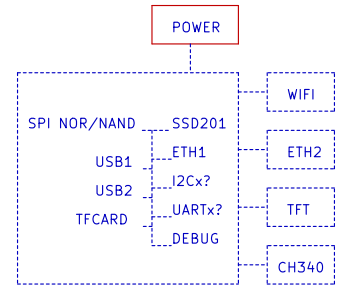 POWER
WIFI
SPI NOR/NAND SSD201
ETH1 ETH2
USB1
I2Cx?
USB2
UARTx? TFT
TFCARD
DEBUG
CH340